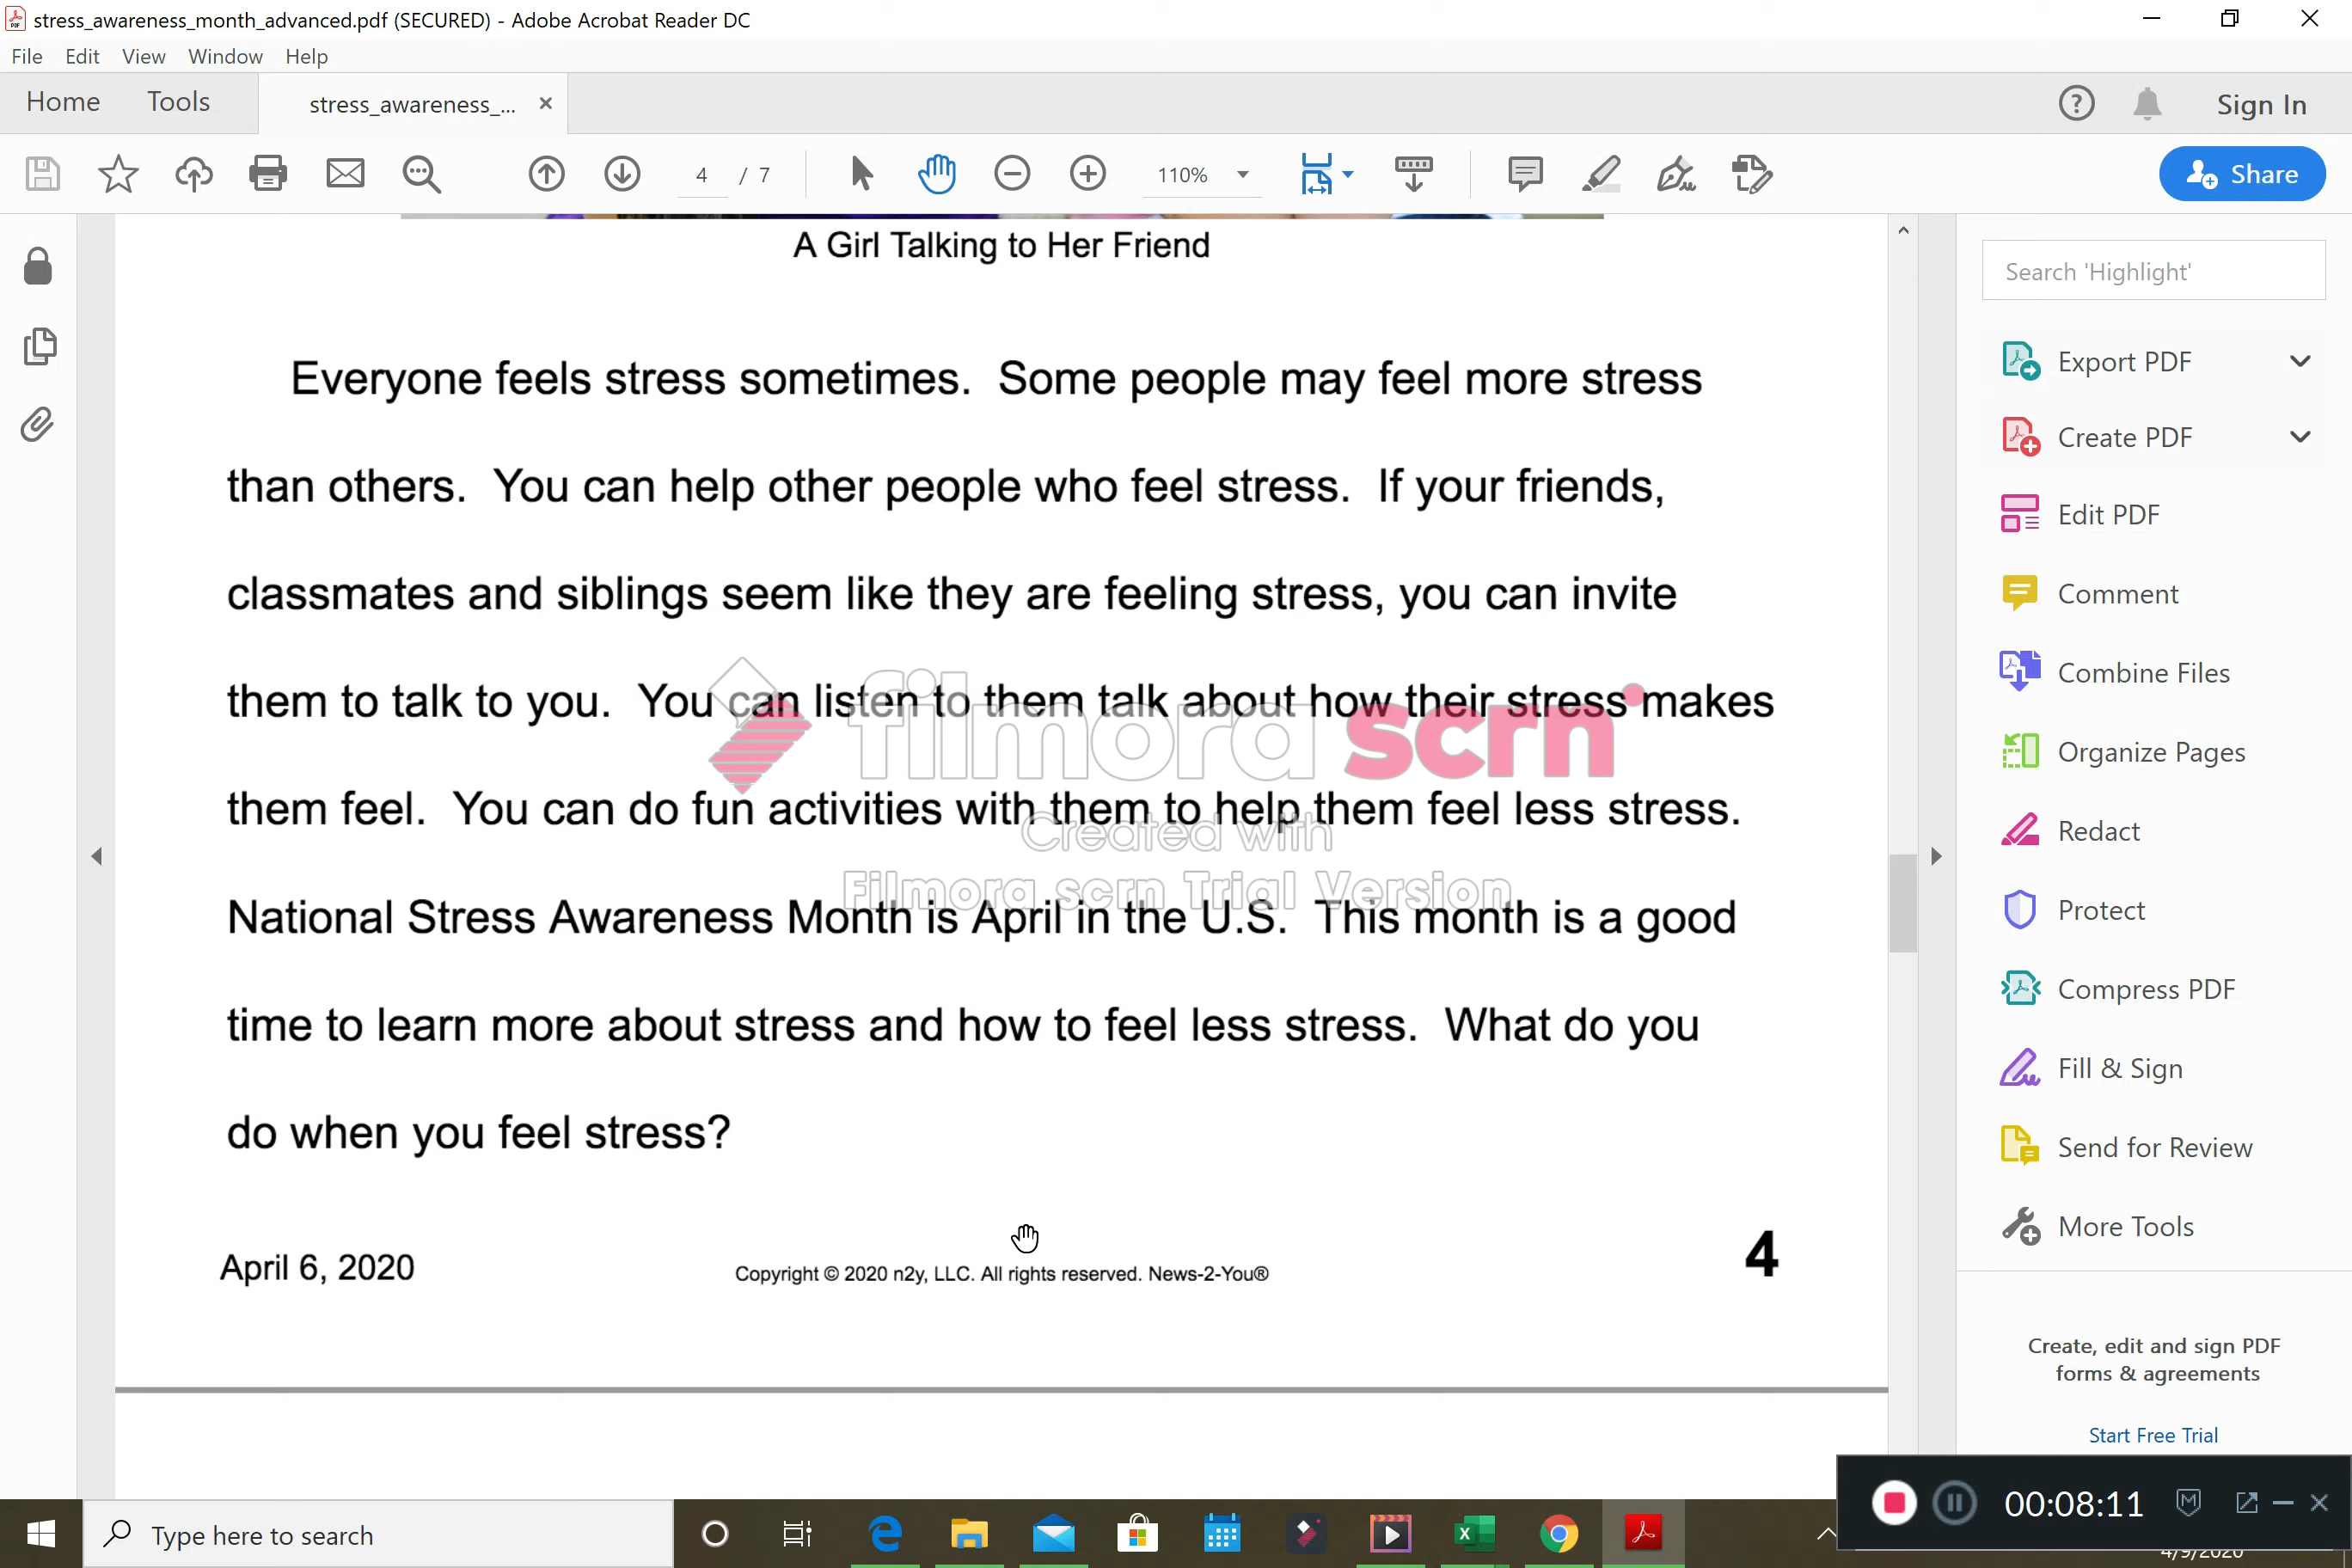 stress_awareness_month_advanced.pdf (SECURED) - Adobe Acrobat Reader DC
File Edit View Window Help
Home Tools stress_awareness_... Sign In
4 / 7 110% Share
A Girl Talking to Her Friend
Everyone feels stress sometimes. Some people may feel more stress
than others. You can help other people who feel stress. If your friends,
classmates and siblings seem like they are feeling stress, you can invite
them to talk to you. You can listen to them talk about how their stress makes
them feel. You can do fun activities with them to help them feel less stress.
National Stress Awareness Month is April in the U.S. This month is a good
time to learn more about stress and how to feel less stress. What do you
do when you feel stress?
filmora scrn
Created with
Filmora scrn Trial Version
April 6, 2020 Copyright © 2020 n2y, LLC. All rights reserved. News-2-You® 4
Search 'Highlight'
Export PDF
Create PDF
Edit PDF
Comment
Combine Files
Organize Pages
Redact
Protect
Compress PDF
Fill & Sign
Send for Review
More Tools
Create, edit and sign PDF
forms & agreements
Start Free Trial
00:08:11
Type here to search
4/9/2020